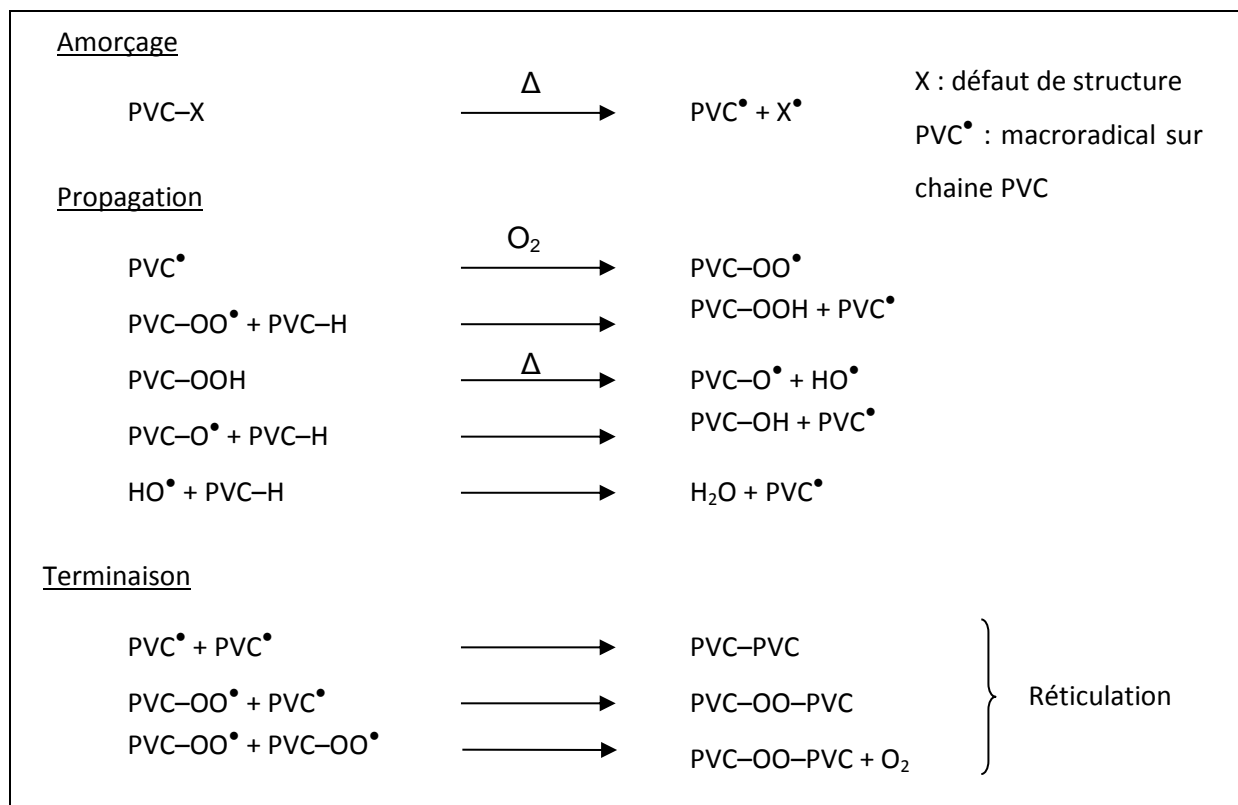 Amorçage
PVC–X Δ PVC● + X●
X : défaut de structure
PVC● : macroradical sur
chaine PVC
Propagation
PVC● O₂ PVC–OO●
PVC–OO● + PVC–H PVC–OOH + PVC●
PVC–OOH Δ PVC–O● + HO●
PVC–O● + PVC–H PVC–OH + PVC●
HO● + PVC–H H₂O + PVC●
Terminaison
PVC● + PVC● PVC–PVC
PVC–OO● + PVC● PVC–OO–PVC
PVC–OO● + PVC–OO● PVC–OO–PVC + O₂
Réticulation